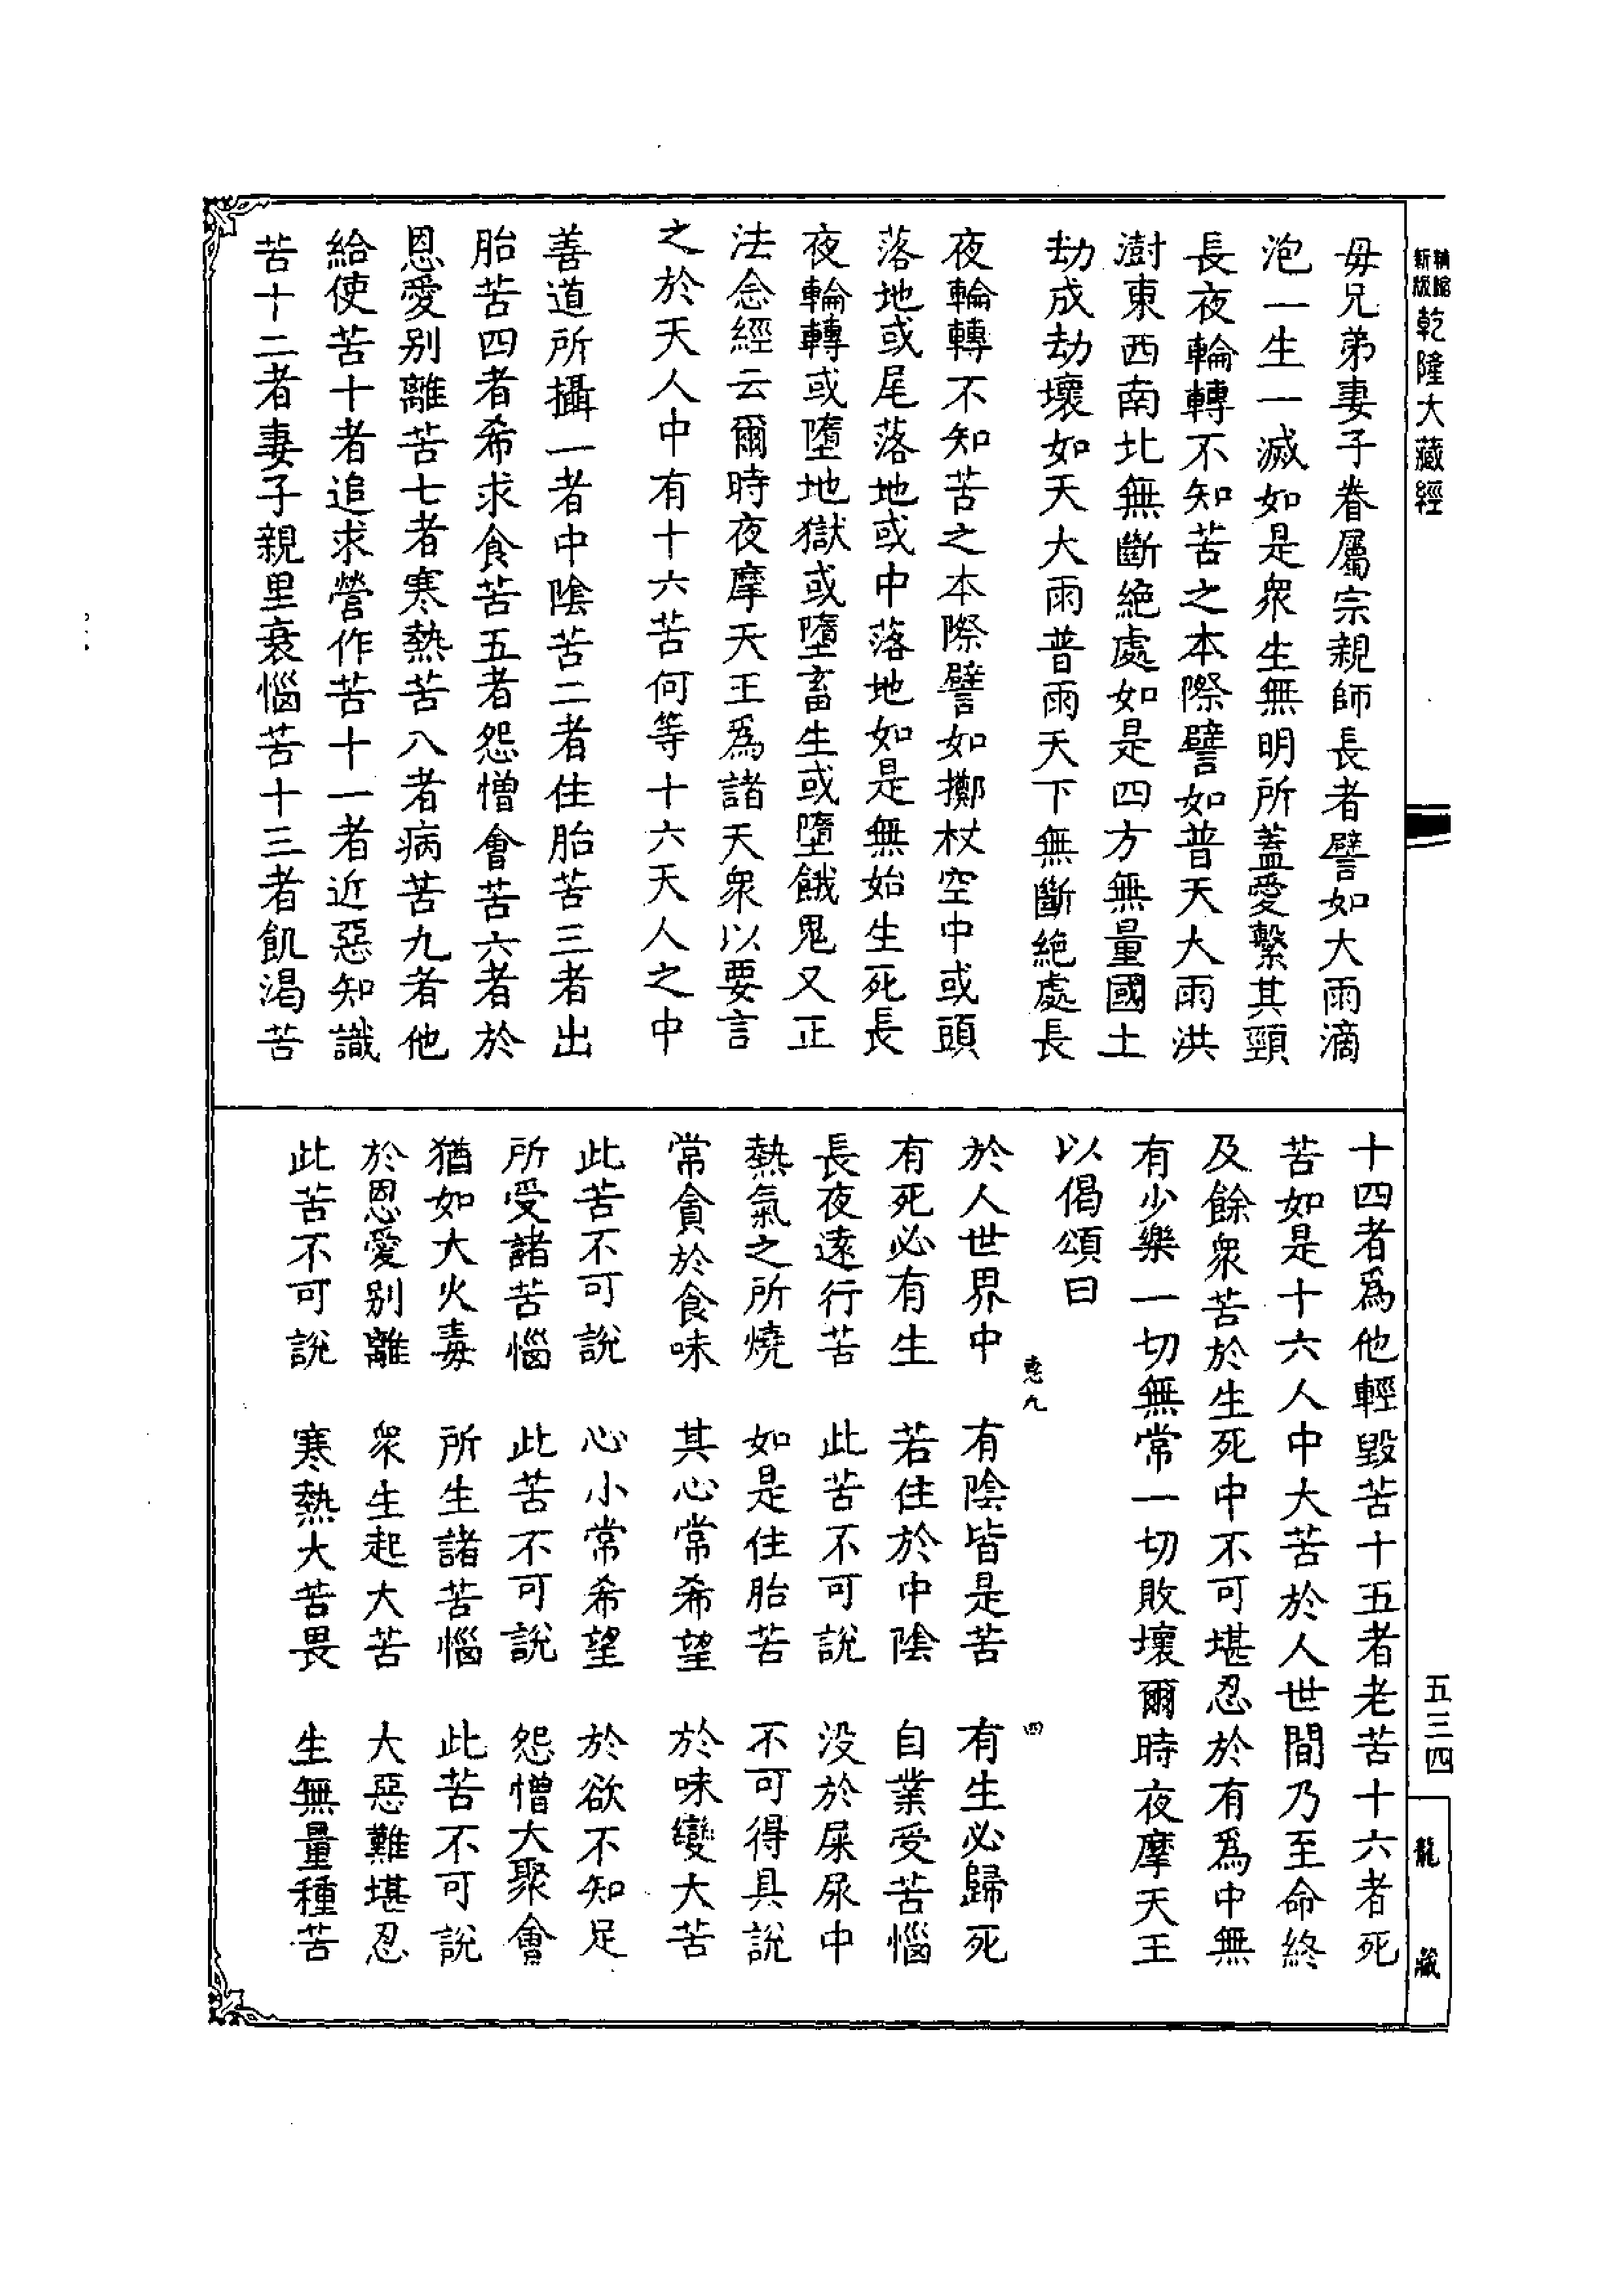 新版
乾隆大藏經
毋兄弟妻子眷屬宗親師長者譬如大雨滴
泡一生一滅如是衆生無明所蓋愛繫其頸
長夜輪轉不知苦之本際譬如普天大雨洪
澍東西南北無斷絶處如是四方無量國土
劫成劫壞如天大雨普雨天下無斷絶處長
夜輪轉不知苦之本際譬如擲杖空中或頭
落地或尾落地或中落地如是無始生死長
夜輪轉或墮地獄或墮畜生或墮餓鬼又正
法念經云爾時夜摩天王爲諸天衆以要言
之於天人中有十六苦何等十六天人之中
善道所攝一者中陰苦二者住胎苦三者出
胎苦四者希求食苦五者怨憎會苦六者於
恩愛别離苦七者寒熱苦八者病苦九者他
給使苦十者追求營作苦十一者近惡知識
苦十二者妻子親里衰惱苦十三者飢渴苦
十四者爲他輕毀苦十五者老苦十六者死
苦如是十六人中大苦於人世間乃至命終
及餘衆苦於生死中不可堪忍於有爲中無
有少樂一切無常一切敗壞爾時夜摩天王
以偈頌曰
九 四
於人世界中 有陰皆是苦 有生必歸死
有死必有生 若住於中陰 自業受苦惱
長夜遠行苦 此苦不可說 没於屎尿中
熱氣之所燒 如是住胎苦 不可得具說
常貪於食味 其心常希望 於味變大苦
此苦不可說 心小常希望 於欲不知足
所受諸苦惱 此苦不可說 怨憎大聚會
猶如大火毒 所生諸苦惱 此苦不可說
於恩愛别離 衆生起大苦 大惡難堪忍
此苦不可說 寒熱大苦畏 生無量種苦
五三四
龍藏